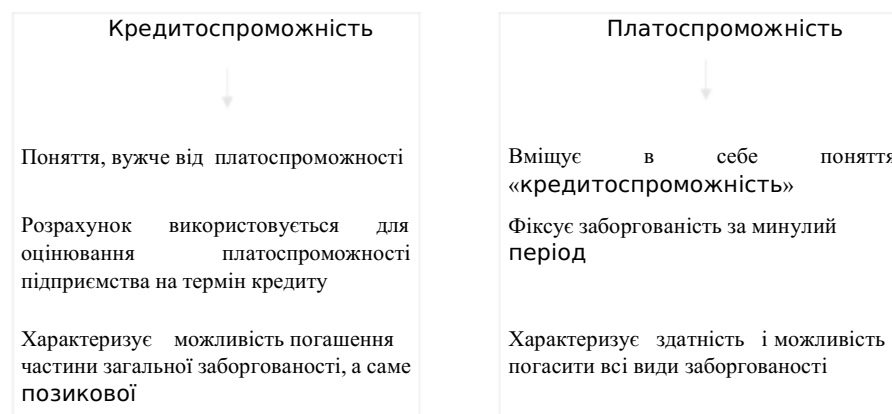 Кредитоспроможність
Поняття, вужче від платоспроможності
Розрахунок використовується для
оцінювання платоспроможності
підприємства на термін кредиту
Характеризує можливість погашення
частини загальної заборгованості, а саме
позикової
Платоспроможність
Вміщує в себе поняття
«кредитоспроможність»
Фіксує заборгованість за минулий
період
Характеризує здатність і можливість
погасити всі види заборгованості